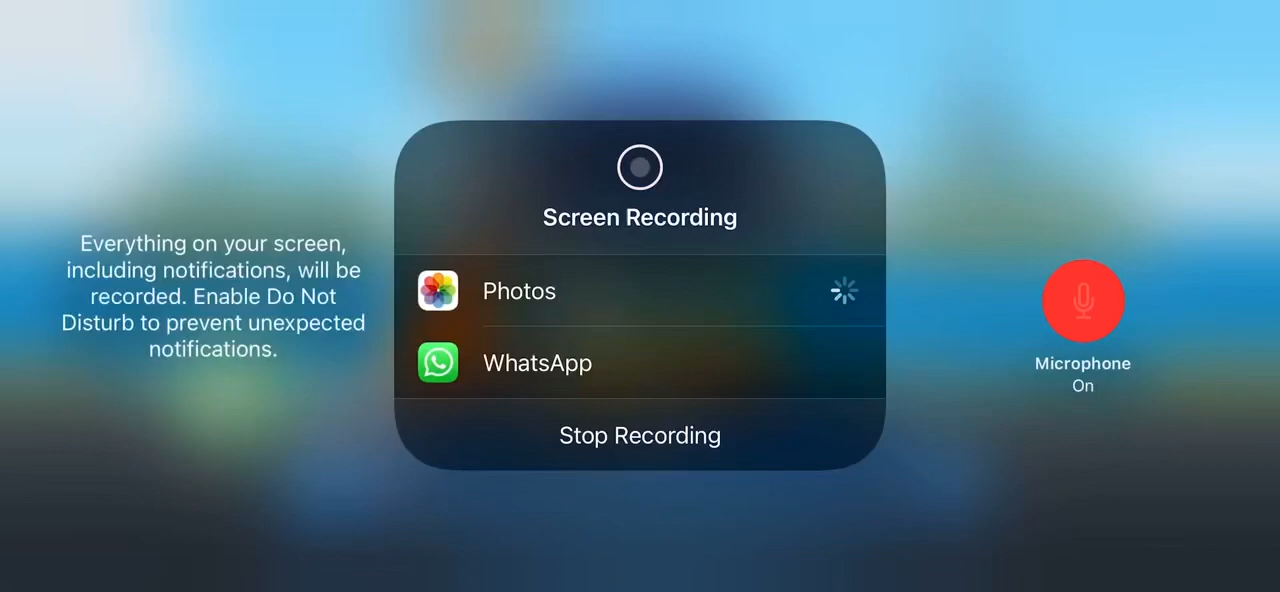 Screen Recording
Everything on your screen,
including notifications, will be
recorded. Enable Do Not
Disturb to prevent unexpected
notifications.
Photos
WhatsApp
Stop Recording
Microphone
On